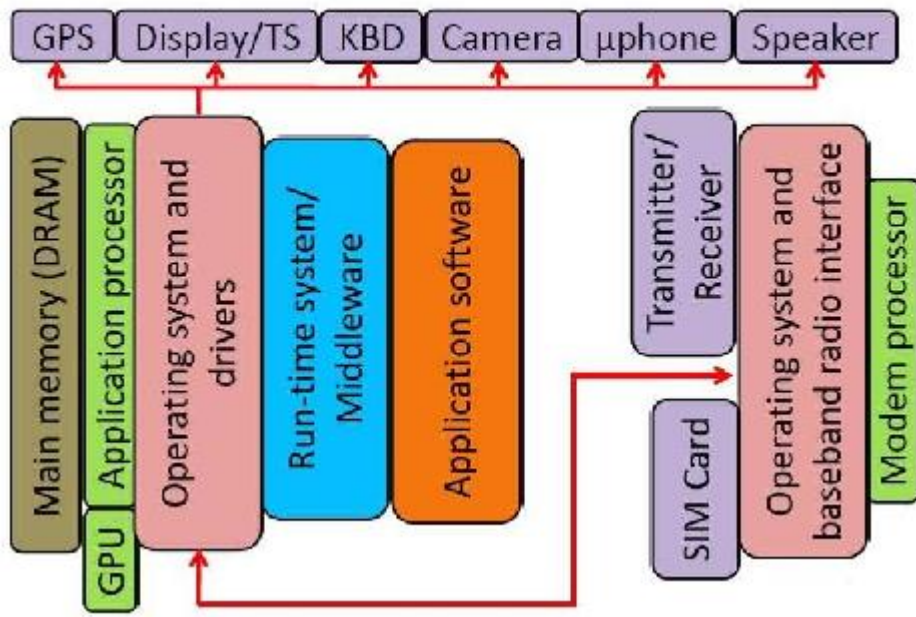 GPS
Display/TS
KBD
Camera
µphone
Speaker
Main memory (DRAM)
Application processor
GPU
Operating system and
drivers
Run-time system/
Middleware
Application software
Transmitter/
Receiver
SIM Card
Operating system and
baseband radio interface
Modem processor